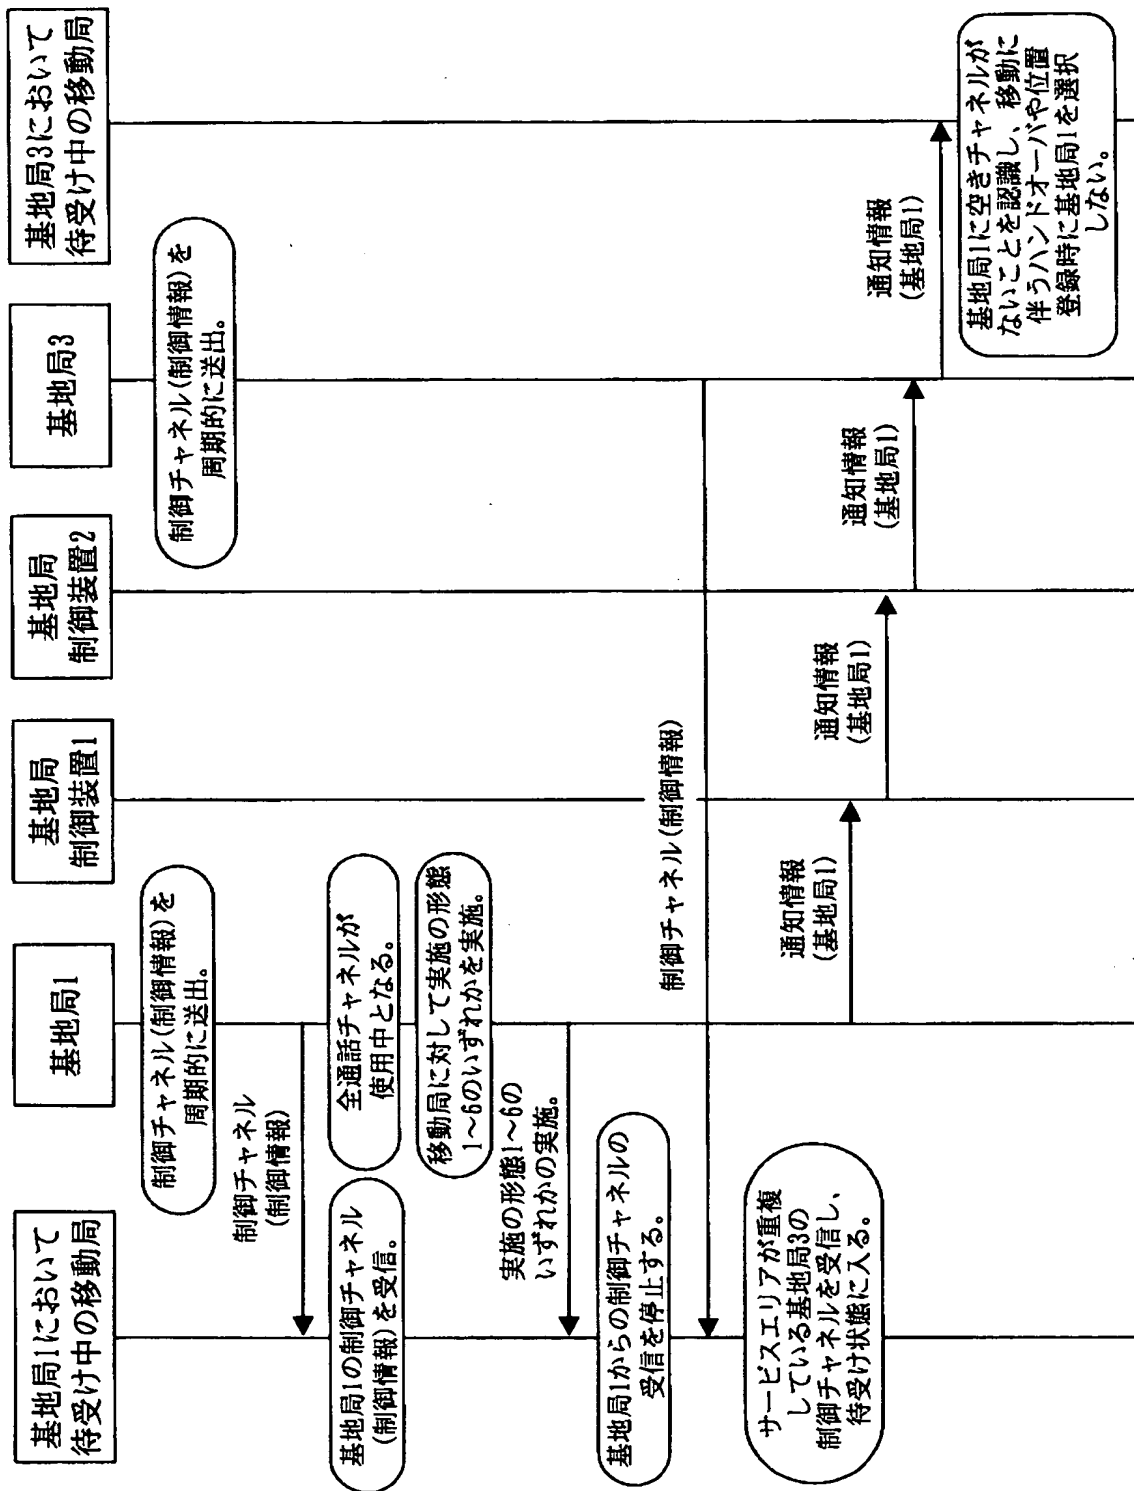 基地局1において
待受け中の移動局
基地局1
基地局
制御装置1
基地局
制御装置2
基地局3
基地局3において
待受け中の移動局
制御チャネル(制御情報)を
周期的に送出。
制御チャネル(制御情報)を
周期的に送出。
制御チャネル
(制御情報)
基地局1の制御チャネル
(制御情報)を受信。
全通話チャネルが
使用中となる。
移動局に対して実施の形態
1～6のいずれかを実施。
実施の形態1～6の
いずれかの実施。
基地局1からの制御チャネルの
受信を停止する。
制御チャネル(制御情報)
サービスエリアが重複
している基地局3の
制御チャネルを受信し、
待受け状態に入る。
通知情報
(基地局1)
通知情報
(基地局1)
通知情報
(基地局1)
通知情報
(基地局1)
基地局1に空きチャネルが
ないことを認識し、移動に
伴うハンドオーバや位置
登録時に基地局1を選択
しない。